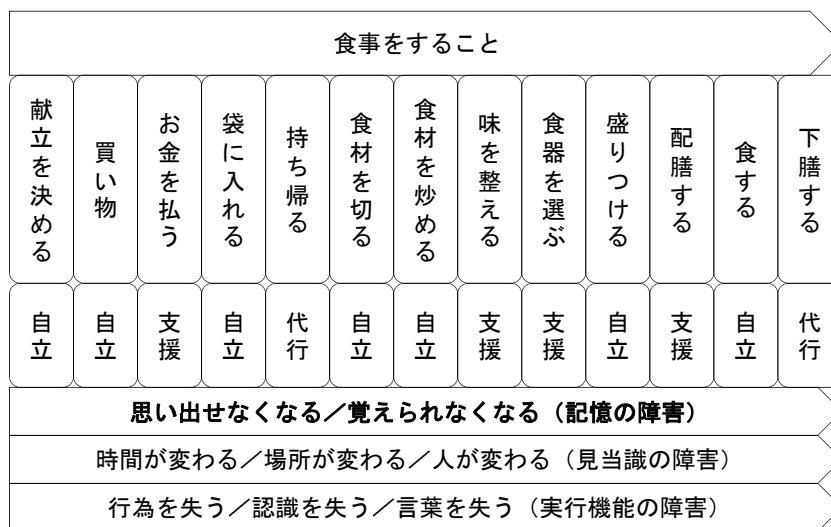 食事をすること
献立を決める
買い物
お金を払う
袋に入れる
持ち帰る
食材を切る
食材を炒める
味を整える
食器を選ぶ
盛りつける
配膳する
食する
下膳する
自立
自立
支援
自立
代行
自立
自立
支援
支援
自立
支援
自立
代行
思い出せなくなる／覚えられなくなる（記憶の障害）
時間が変わる／場所が変わる／人が変わる（見当識の障害）
行為を失う／認識を失う／言葉を失う（実行機能の障害）